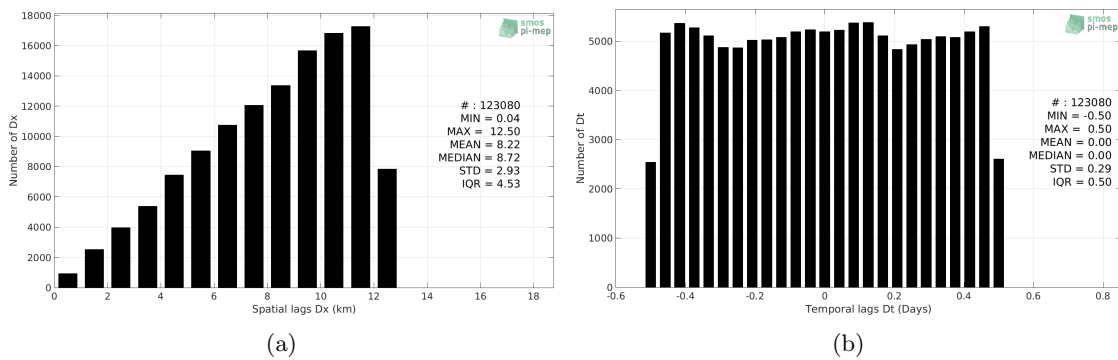 18000
16000
14000
12000
10000
8000
6000
4000
2000
0
Number of Dx
smos
pi-mep
# : 123080
MIN = 0.04
MAX = 12.50
MEAN = 8.22
MEDIAN = 8.72
STD = 2.93
IQR = 4.53
0 2 4 6 8 10 12 14 16 18
Spatial lags Dx (km)
(a)
5000
4000
3000
2000
1000
0
Number of Dt
smos
pi-mep
# : 123080
MIN = -0.50
MAX = 0.50
MEAN = 0.00
MEDIAN = 0.00
STD = 0.29
IQR = 0.50
-0.6 -0.4 -0.2 0 0.2 0.4 0.6 0.8
Temporal lags Dt (Days)
(b)